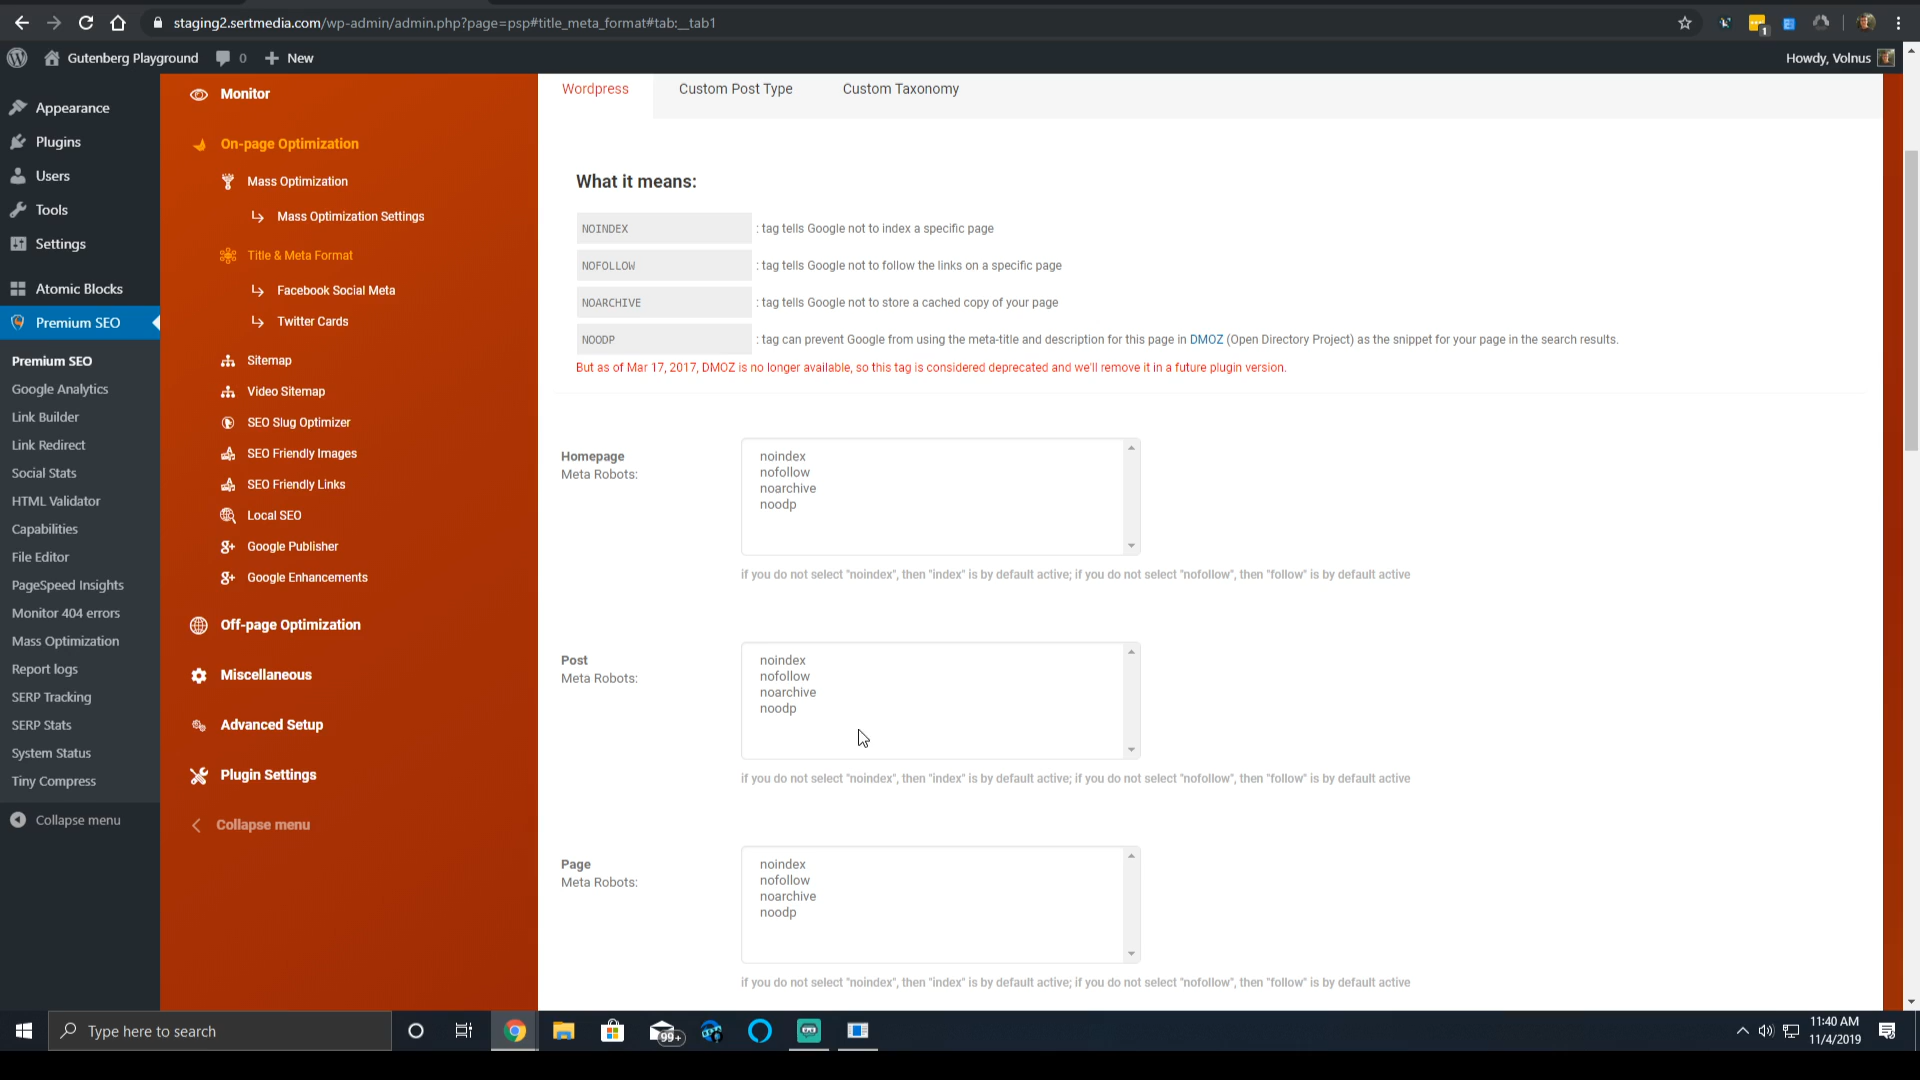 staging2.sertmedia.com/wp-admin/admin.php?page=psp#title_meta_format#tab:__tab1
1
Gutenberg Playground
0
New
Howdy, Volnus
Appearance
Plugins
Users
Tools
Settings
Atomic Blocks
Premium SEO
Premium SEO
Google Analytics
Link Builder
Link Redirect
Social Stats
HTML Validator
Capabilities
File Editor
PageSpeed Insights
Monitor 404 errors
Mass Optimization
Report logs
SERP Tracking
SERP Stats
System Status
Tiny Compress
Collapse menu
Monitor
On-page Optimization
Mass Optimization
Mass Optimization Settings
Title & Meta Format
Facebook Social Meta
Twitter Cards
Sitemap
Video Sitemap
SEO Slug Optimizer
SEO Friendly Images
SEO Friendly Links
Local SEO
Google Publisher
Google Enhancements
Off-page Optimization
Miscellaneous
Advanced Setup
Plugin Settings
Collapse menu
Wordpress
Custom Post Type
Custom Taxonomy
What it means:
NOINDEX : tag tells Google not to index a specific page
NOFOLLOW : tag tells Google not to follow the links on a specific page
NOARCHIVE : tag tells Google not to store a cached copy of your page
NOODP : tag can prevent Google from using the meta-title and description for this page in DMOZ (Open Directory Project) as the snippet for your page in the search results.
But as of Mar 17, 2017, DMOZ is no longer available, so this tag is considered deprecated and we'll remove it in a future plugin version.
Homepage
Meta Robots:
noindex
nofollow
noarchive
noodp
if you do not select "noindex", then "index" is by default active; if you do not select "nofollow", then "follow" is by default active
Post
Meta Robots:
noindex
nofollow
noarchive
noodp
if you do not select "noindex", then "index" is by default active; if you do not select "nofollow", then "follow" is by default active
Page
Meta Robots:
noindex
nofollow
noarchive
noodp
if you do not select "noindex", then "index" is by default active; if you do not select "nofollow", then "follow" is by default active
Type here to search
99+
11:40 AM
11/4/2019